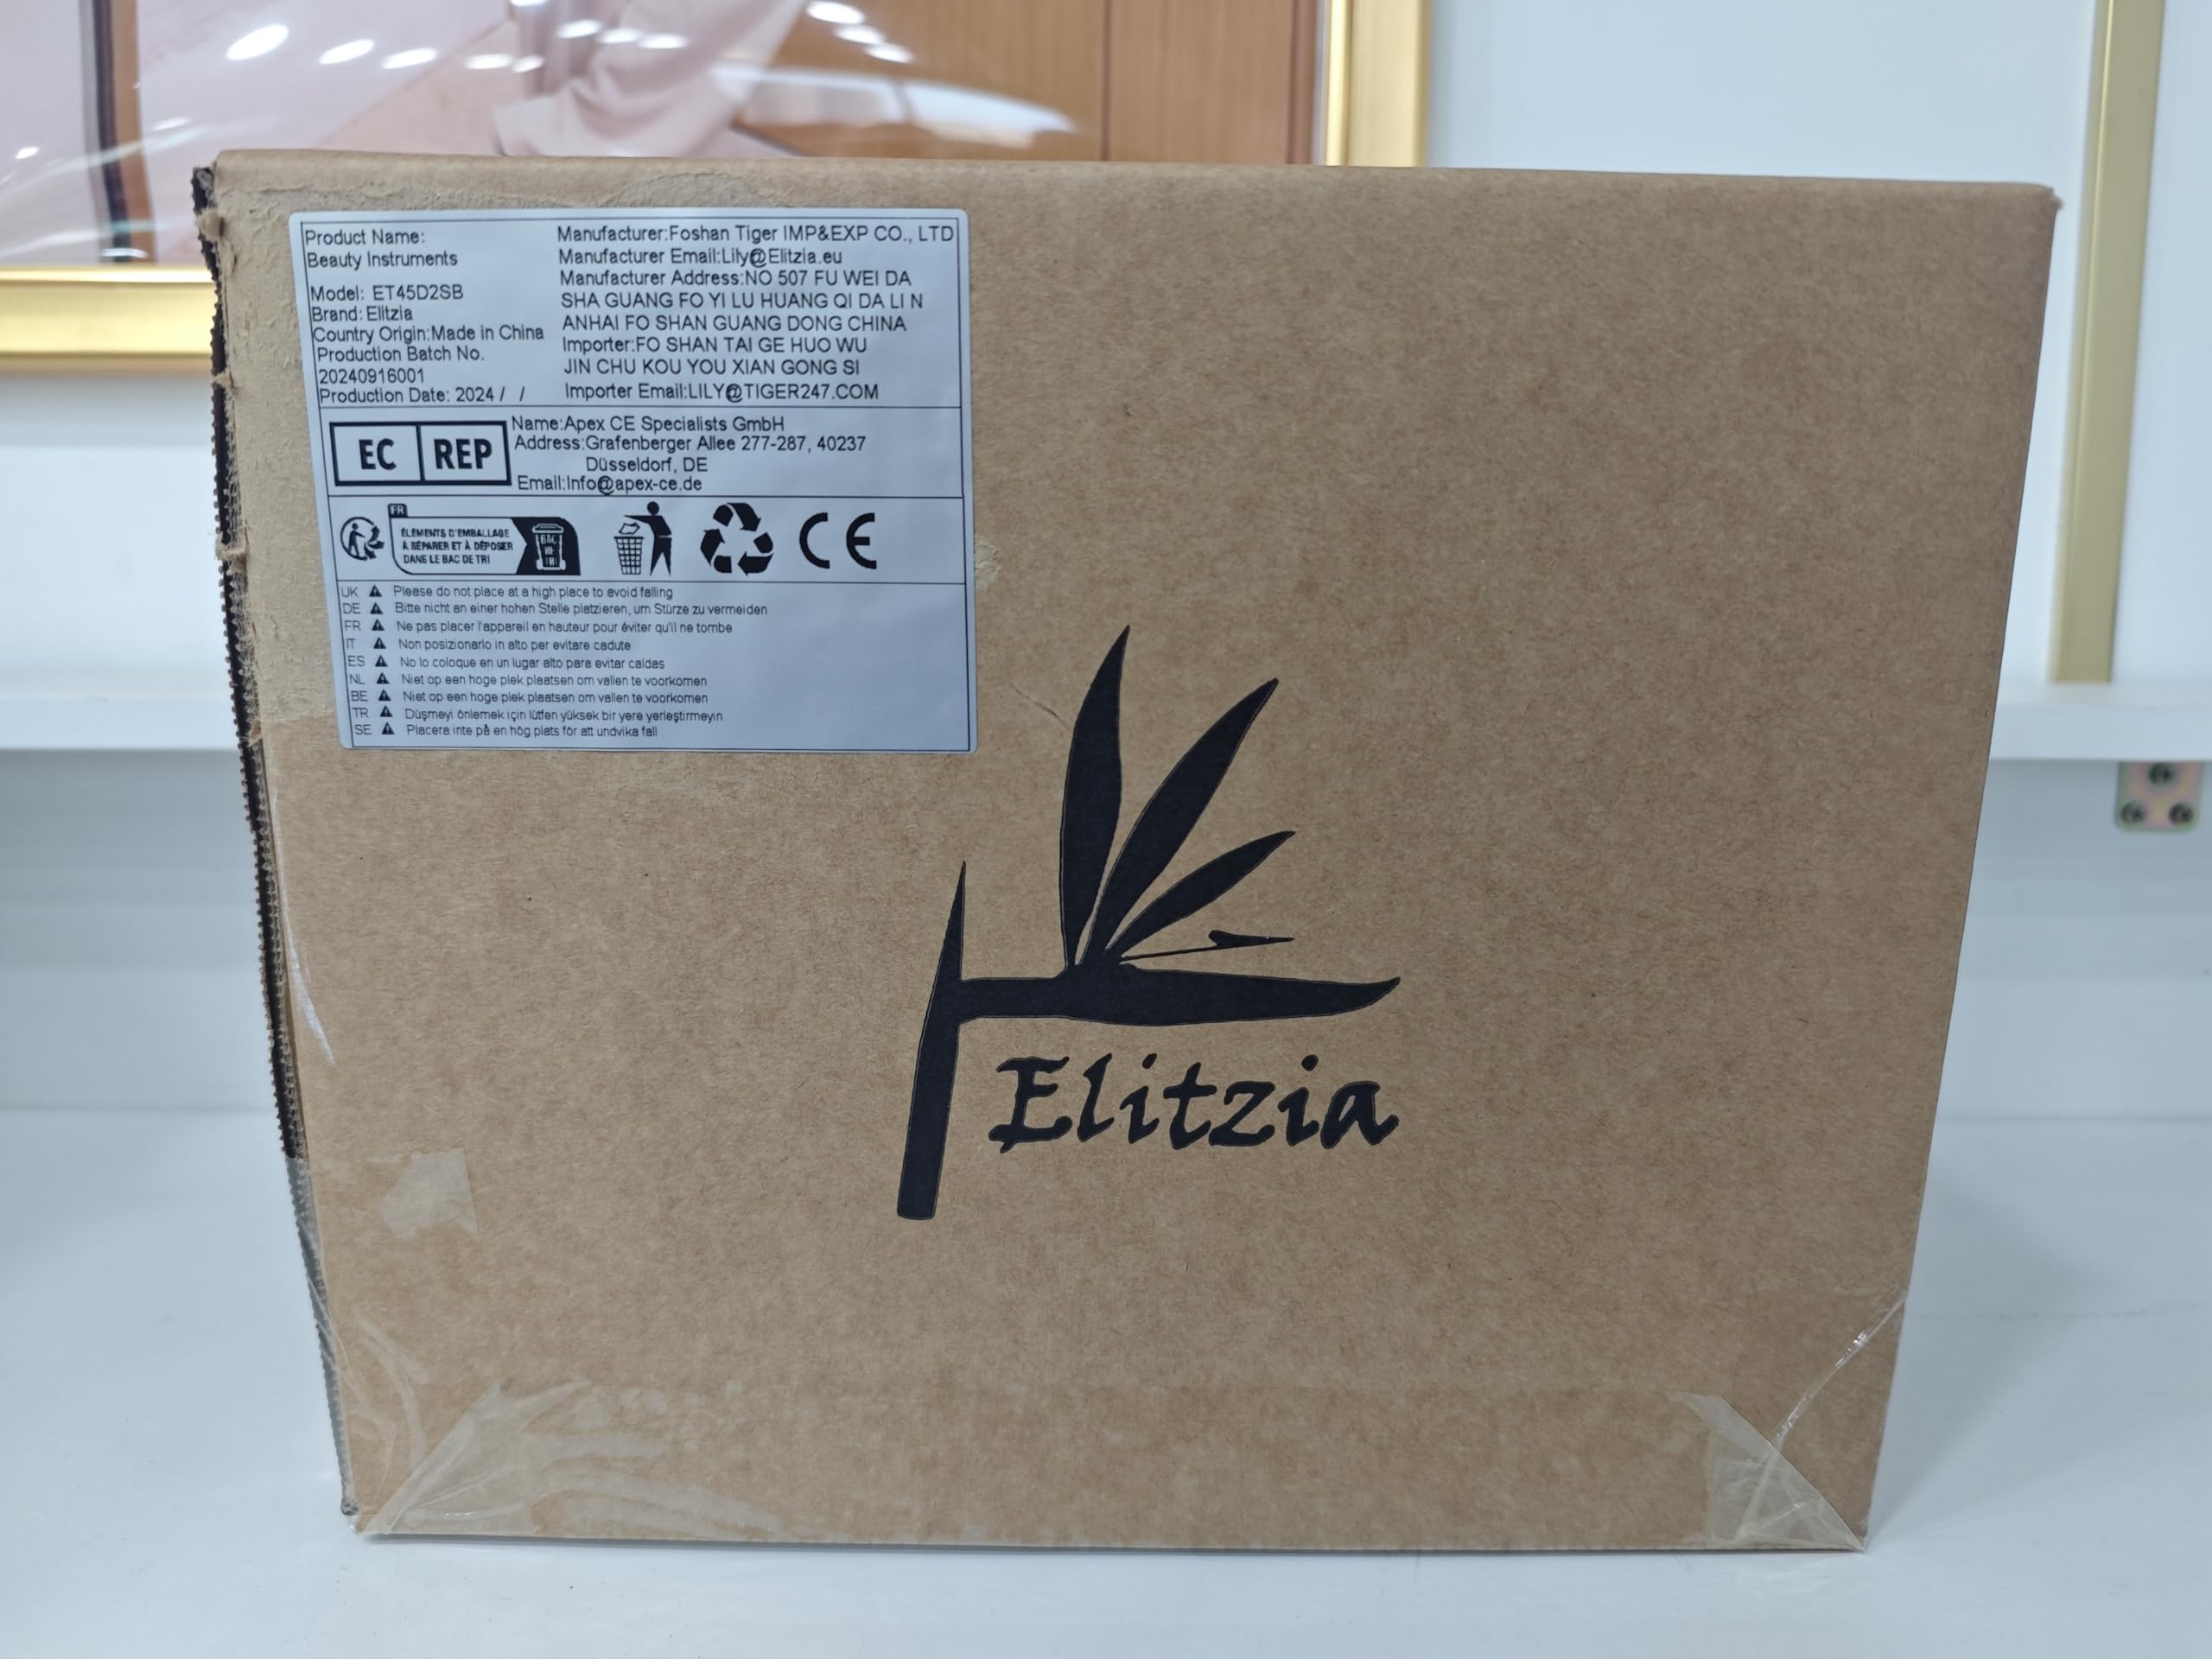 Product Name:
Beauty Instruments
Model: ET45D2SB
Brand: Elitzia
Country Origin:Made in China
Production Batch No.
20240916001
Production Date: 2024 /  /
Manufacturer:Foshan Tiger IMP&EXP CO., LTD
Manufacturer Email:Lily@Elitzia.eu
Manufacturer Address:NO 507 FU WEI DA
SHA GUANG FO YI LU HUANG QI DA LI N
ANHAI FO SHAN GUANG DONG CHINA
Importer:FO SHAN TAI GE HUO WU
JIN CHU KOU YOU XIAN GONG SI
Importer Email:LILY@TIGER247.COM
EC REP
Name:Apex CE Specialists GmbH
Address:Grafenberger Allee 277-287, 40237
Düsseldorf, DE
Email:Info@apex-ce.de
FR
ÉLÉMENTS D'EMBALLAGE
À SÉPARER ET À DÉPOSER
DANS LE BAC DE TRI
BAC
DE
TRI
CE
UK Please do not place at a high place to avoid falling
DE Bitte nicht an einer hohen Stelle platzieren, um Stürze zu vermeiden
FR Ne pas placer l'appareil en hauteur pour éviter qu'il ne tombe
IT Non posizionarlo in alto per evitare cadute
ES No lo coloque en un lugar alto para evitar caídas
NL Niet op een hoge plek plaatsen om vallen te voorkomen
BE Niet op een hoge plek plaatsen om vallen te voorkomen
TR Düşmeyi önlemek için lütfen yüksek bir yere yerleştirmeyin
SE Placera inte på en hög plats för att undvika fall
Elitzia